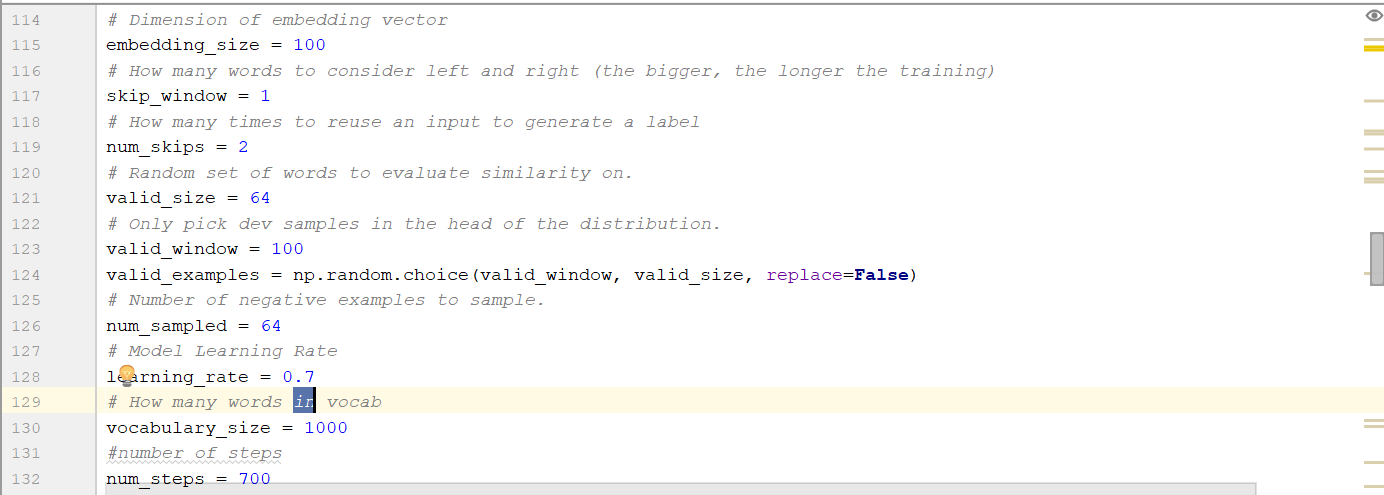 114 # Dimension of embedding vector
115 embedding_size = 100
116 # How many words to consider left and right (the bigger, the longer the training)
117 skip_window = 1
118 # How many times to reuse an input to generate a label
119 num_skips = 2
120 # Random set of words to evaluate similarity on.
121 valid_size = 64
122 # Only pick dev samples in the head of the distribution.
123 valid_window = 100
124 valid_examples = np.random.choice(valid_window, valid_size, replace=False)
125 # Number of negative examples to sample.
126 num_sampled = 64
127 # Model Learning Rate
128 learning_rate = 0.7
129 # How many words in vocab
130 vocabulary_size = 1000
131 #number of steps
132 num_steps = 700